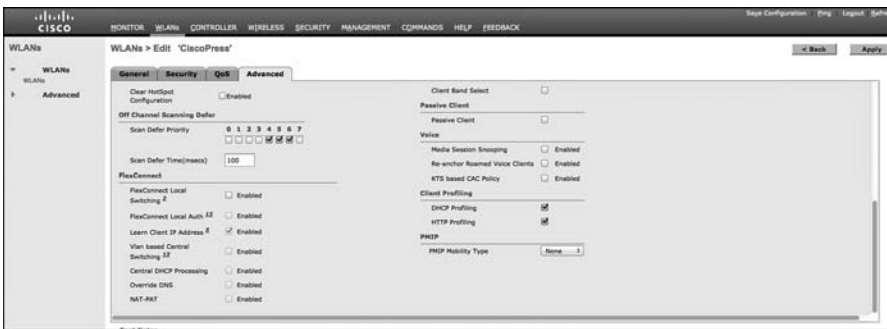 Save Configuration Ping Logout Refr
CISCO
MONITOR WLANs CONTROLLER WIRELESS SECURITY MANAGEMENT COMMANDS HELP FEEDBACK
WLANs
WLANs > Edit 'CiscoPress'
< Back
Apply
WLANs
WLANs
Advanced
General Security QoS Advanced
Clear HotSpot
Configuration
Enabled
Off Channel Scanning Defer
Scan Defer Priority
0 1 2 3 4 5 6 7
Scan Defer Time(msecs) 100
FlexConnect
FlexConnect Local
Switching 2
Enabled
FlexConnect Local Auth 12 Enabled
Learn Client IP Address 5 Enabled
Vlan based Central
Switching 13
Enabled
Central DHCP Processing Enabled
Override DNS Enabled
NAT-PAT Enabled
Client Band Select
Passive Client
Passive Client
Voice
Media Session Snooping Enabled
Re-anchor Roamed Voice Clients Enabled
KTS based CAC Policy Enabled
Client Profiling
DHCP Profiling
HTTP Profiling
PMIP
PMIP Mobility Type None